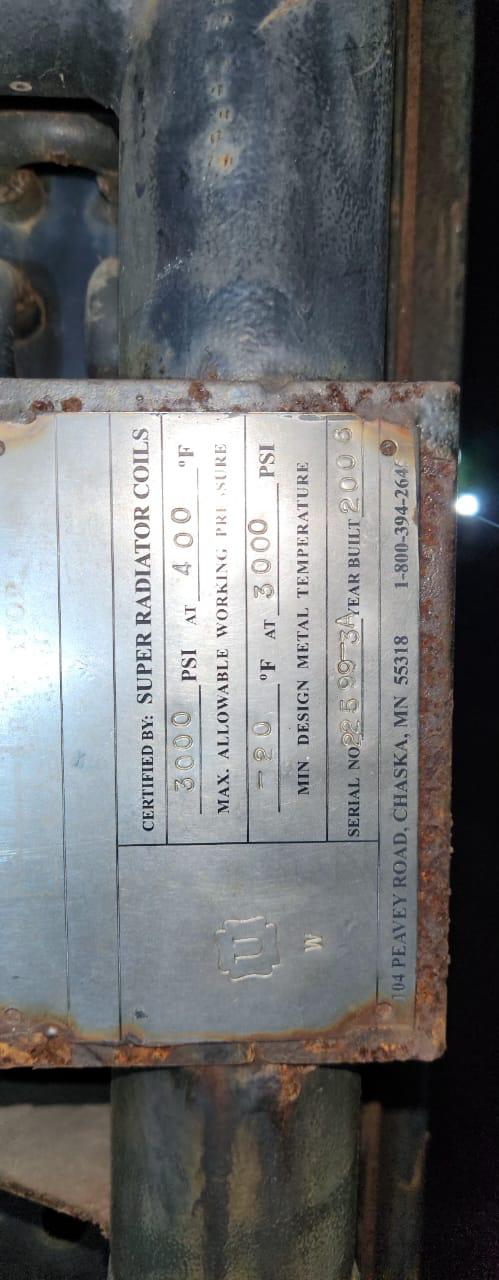 CERTIFIED BY: SUPER RADIATOR COILS
3000 PSI AT 400 °F
MAX. ALLOWABLE WORKING PRESSURE
-20 °F AT 3000 PSI
MIN. DESIGN METAL TEMPERATURE
SERIAL NO 22599-3A YEAR BUILT 2006
U
W
104 PEAVEY ROAD, CHASKA, MN 55318 1-800-394-264